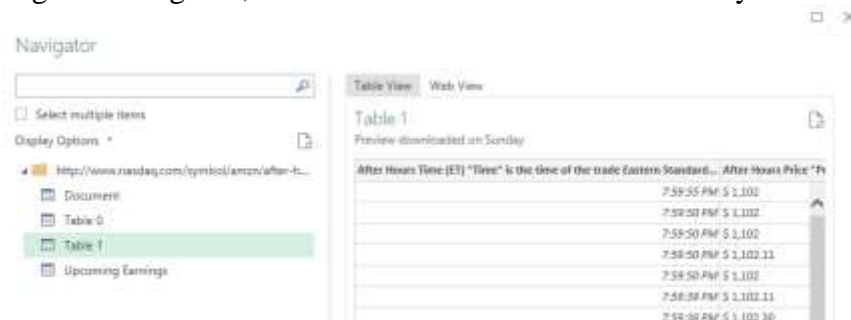 Navigator
Select multiple items
Display Options
http://www.nasdaq.com/symbol/amzn/after-h...
Document
Table 0
Table 1
Upcoming Earnings
Table View Web View
Table 1
Preview downloaded on Sunday
After Hours Time (ET) "Time" is the time of the trade Eastern Standard... After Hours Price
7:59:55 PM $ 1,102
7:59:50 PM $ 1,102
7:59:50 PM $ 1,102
7:59:50 PM $ 1,102.11
7:59:50 PM $ 1,102
PM $ 1,102.11